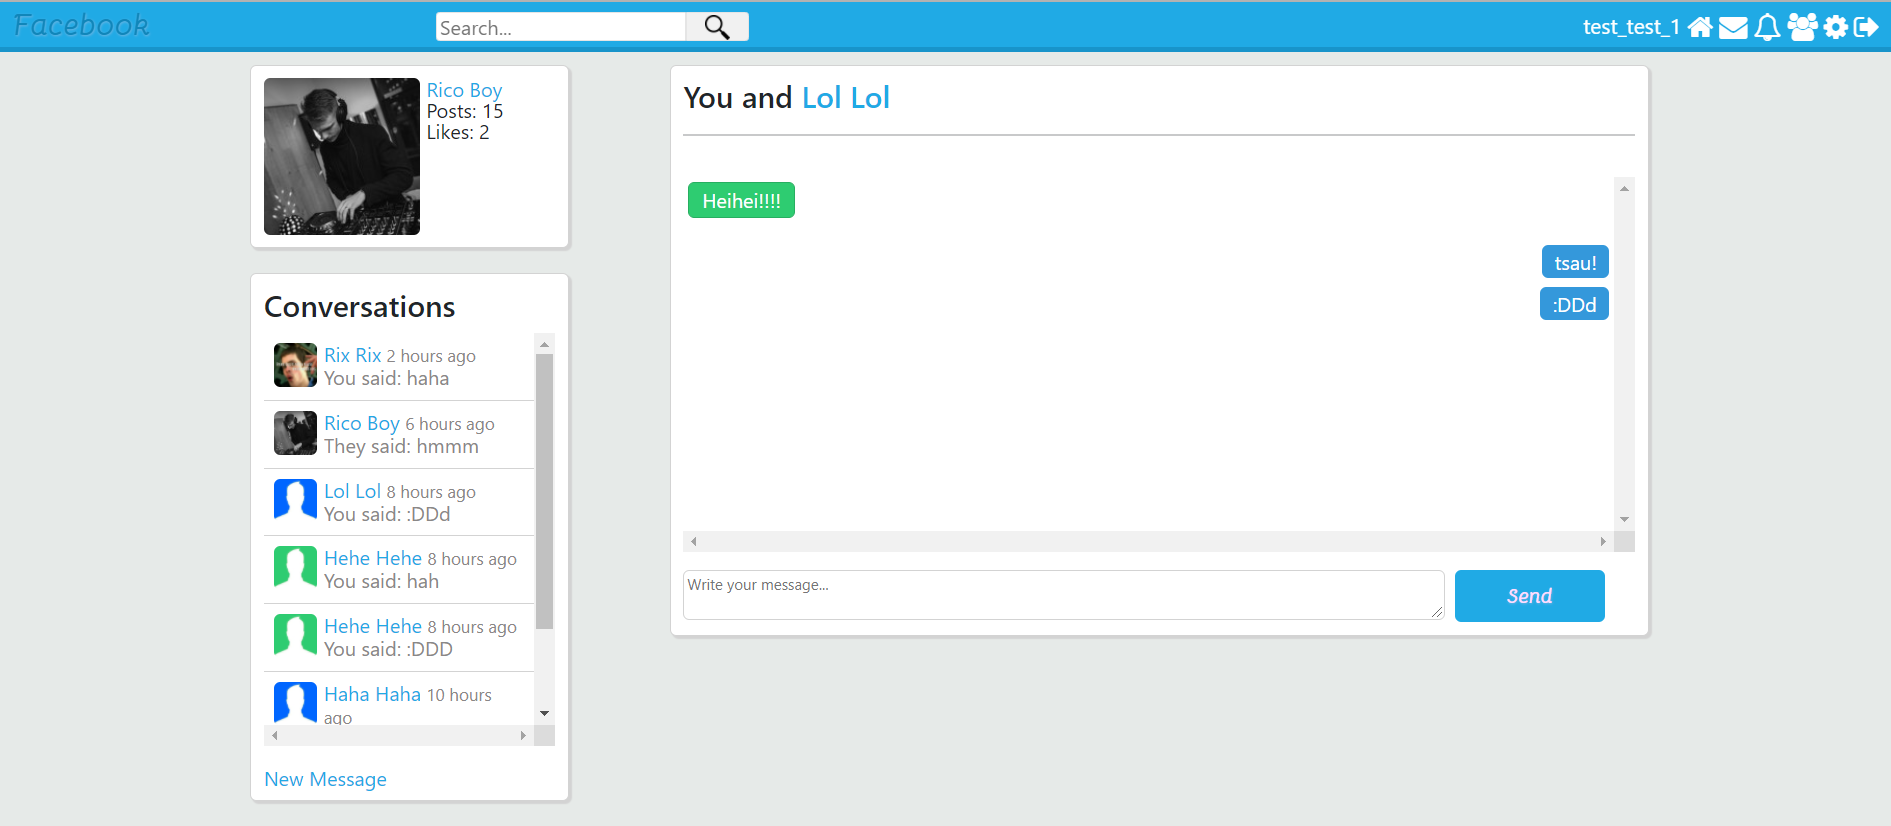 Facebook
Search...
test_test_1
Rico Boy
Posts: 15
Likes: 2
Conversations
Rix Rix 2 hours ago
You said: haha
Rico Boy 6 hours ago
They said: hmmm
Lol Lol 8 hours ago
You said: :DDd
Hehe Hehe 8 hours ago
You said: hah
Hehe Hehe 8 hours ago
You said: :DDD
Haha Haha 10 hours
ago
New Message
You and Lol Lol
Heihei!!!!
tsau!
:DDd
Write your message...
Send